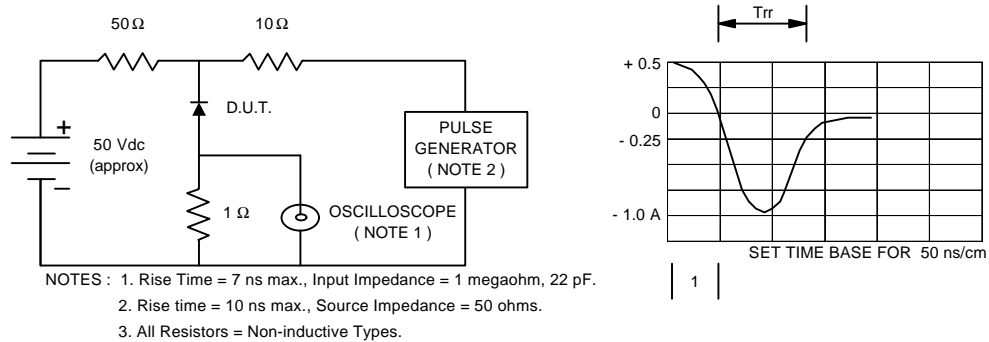 50 Ω
10 Ω
Trr
+ 0.5
0
- 0.25
- 1.0 A
D.U.T.
+
50 Vdc
(approx)
−
PULSE
GENERATOR
( NOTE 2 )
1 Ω
OSCILLOSCOPE
( NOTE 1 )
SET TIME BASE FOR 50 ns/cm
1
NOTES : 1. Rise Time = 7 ns max., Input Impedance = 1 megaohm, 22 pF.
2. Rise time = 10 ns max., Source Impedance = 50 ohms.
3. All Resistors = Non-inductive Types.